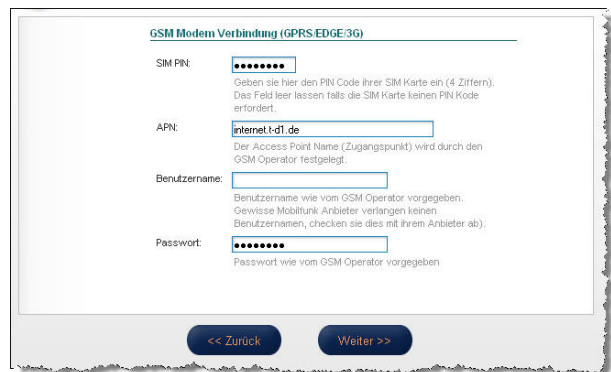 GSM Modem Verbindung (GPRS/EDGE/3G)
SIM PIN:
••••••••
Geben sie hier den PIN Code ihrer SIM Karte ein (4 Ziffern).
Das Feld leer lassen falls die SIM Karte keinen PIN Kode
erfordert.
APN:
internet.t-d1.de
Der Access Point Name (Zugangspunkt) wird durch den
GSM Operator festgelegt.
Benutzername:
Benutzername wie vom GSM Operator vorgegeben.
Gewisse Mobilfunk Anbieter verlangen keinen
Benutzernamen, checken sie dies mit ihrem Anbieter ab).
Passwort:
••••••••
Passwort wie vom GSM Operator vorgegeben
<< Zurück
Weiter >>